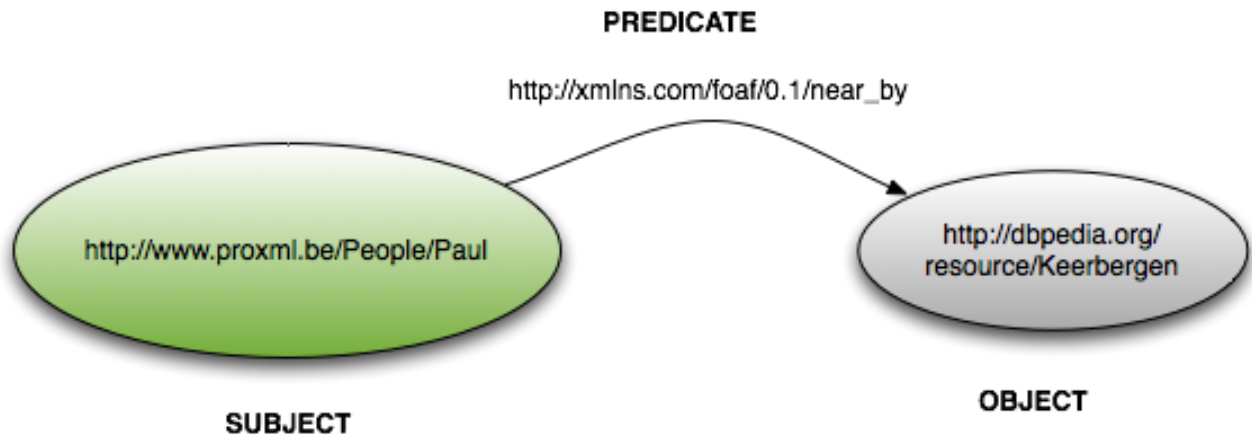 PREDICATE
http://xmlns.com/foaf/0.1/near_by
http://www.proxml.be/People/Paul
http://dbpedia.org/
resource/Keerbergen
SUBJECT
OBJECT